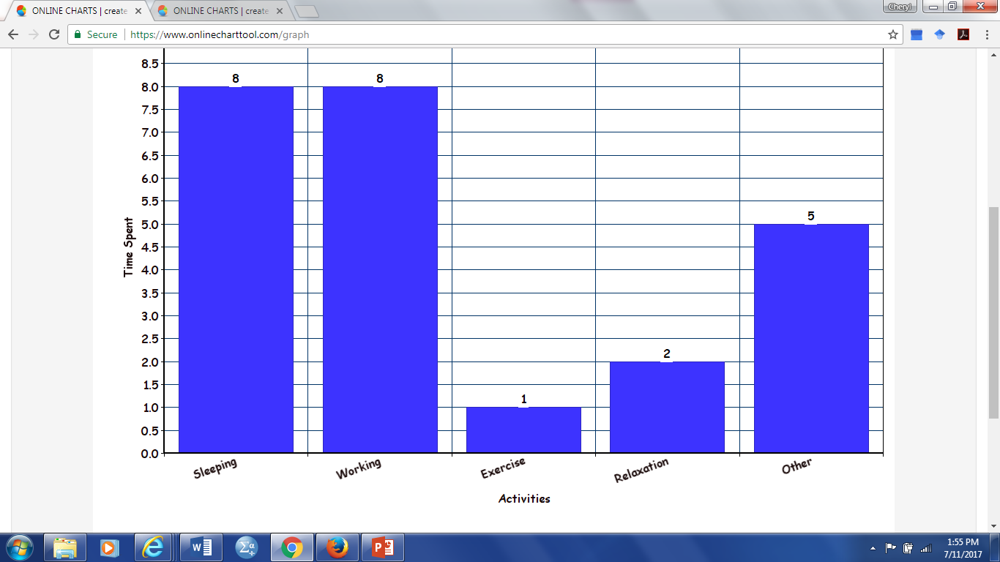 ONLINE CHARTS | create
ONLINE CHARTS | create
Cheryl
Secure
https://www.onlinecharttool.com/graph
8.5
8.0
7.5
7.0
6.5
6.0
5.5
5.0
4.5
4.0
3.5
3.0
2.5
2.0
1.5
1.0
0.5
0.0
Time Spent
8
8
1
2
5
Sleeping
Working
Exercise
Relaxation
Other
Activities
1:55 PM
7/11/2017